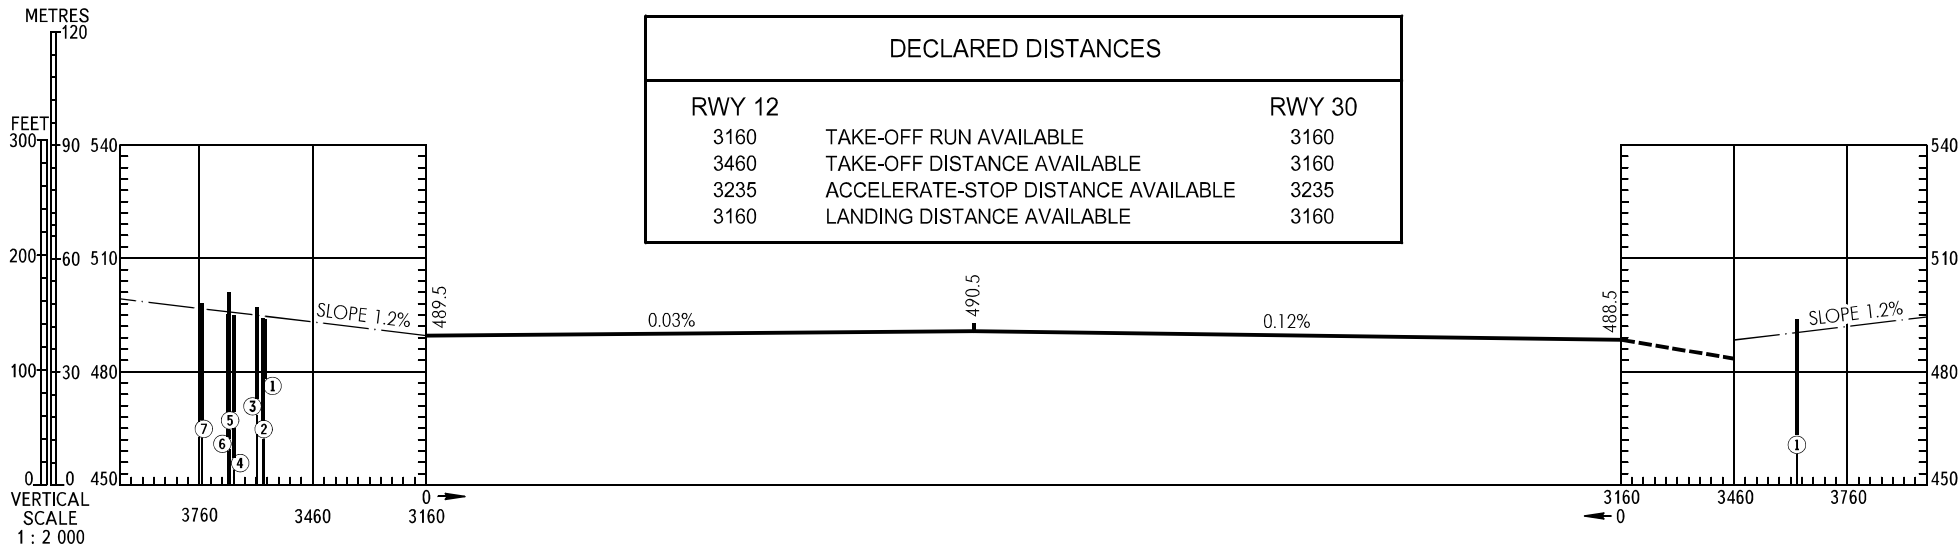 METRES
120
FEET
300
90
540
200
60
510
100
30
480
0
0
450
VERTICAL
SCALE
1 : 2 000
SLOPE 1.2%
1
3
2
5
7
6
4
3760
3460
3160
0
489.5
0.03%
490.5
0.12%
488.5
DECLARED DISTANCES
RWY 12 RWY 30
3160 TAKE-OFF RUN AVAILABLE 3160
3460 TAKE-OFF DISTANCE AVAILABLE 3160
3235 ACCELERATE-STOP DISTANCE AVAILABLE 3235
3160 LANDING DISTANCE AVAILABLE 3160
540
510
SLOPE 1.2%
480
1
450
3160
3460
3760
0